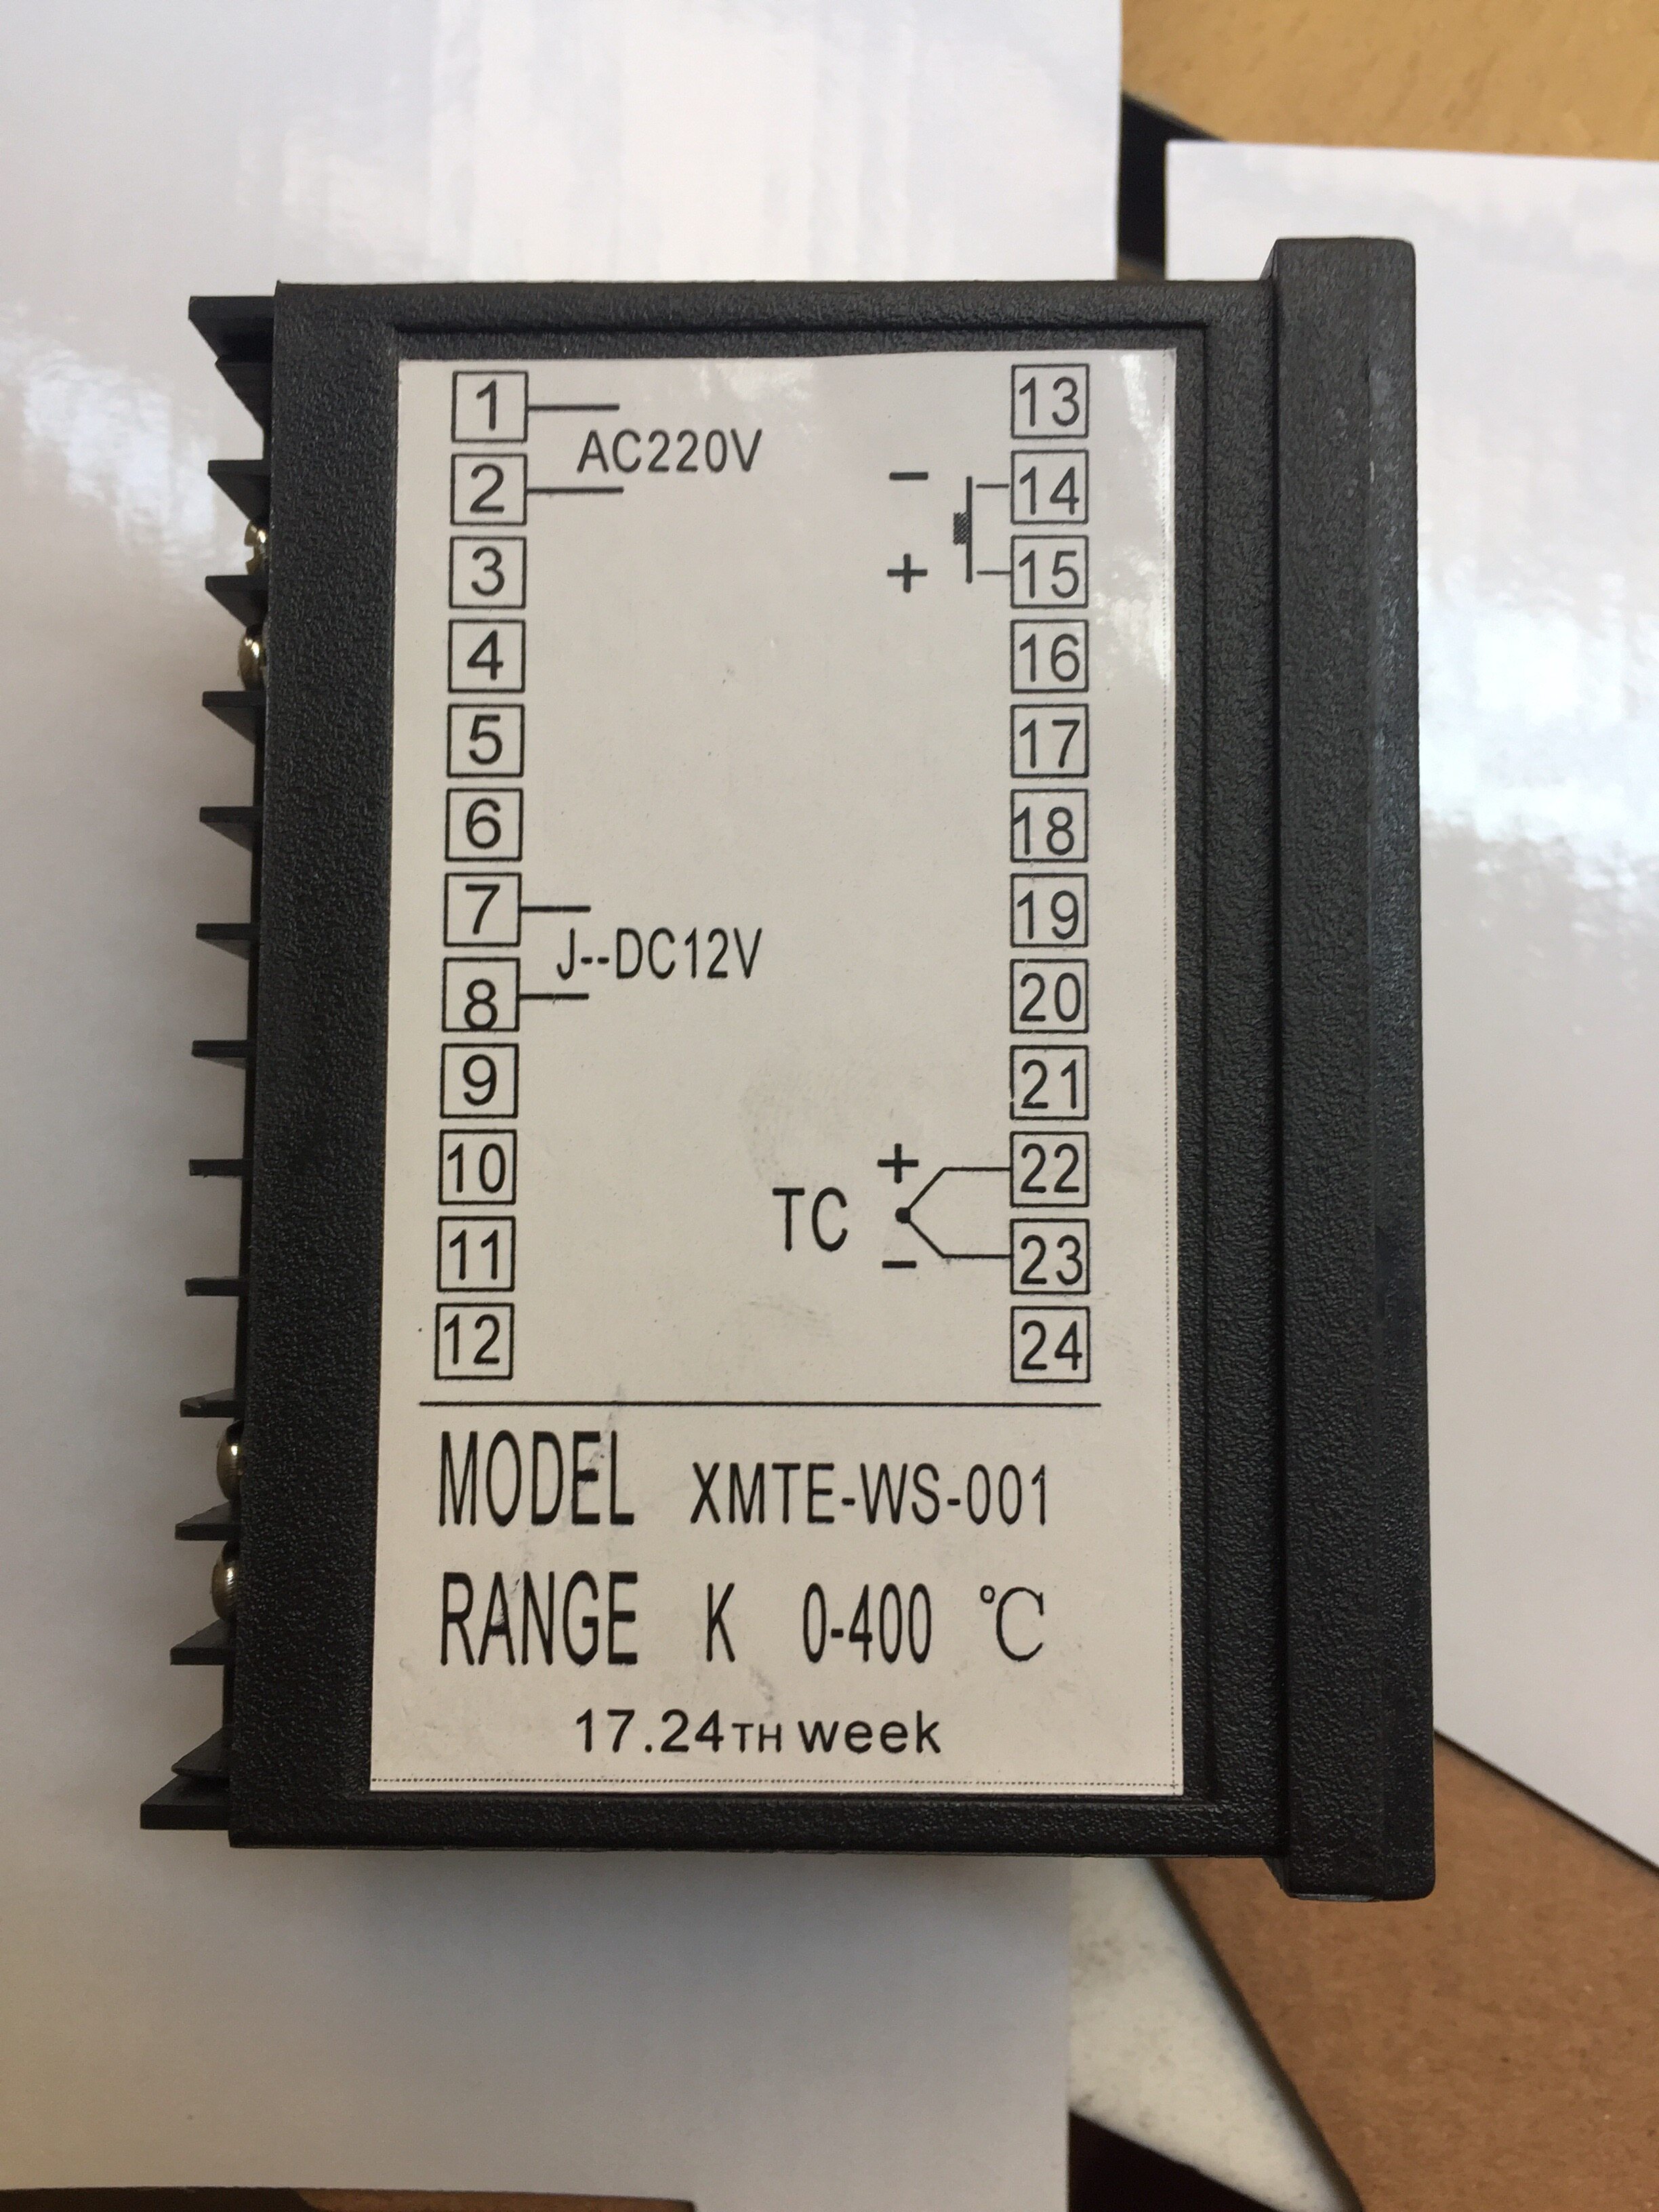 1 13
AC220V
2 − 14
3 + 15
4 16
5 17
6 18
7 19
J--DC12V
8 20
9 21
10 + 22
TC
11 − 23
12 24
MODEL XMTE-WS-001
RANGE K 0-400 ℃
17.24TH week